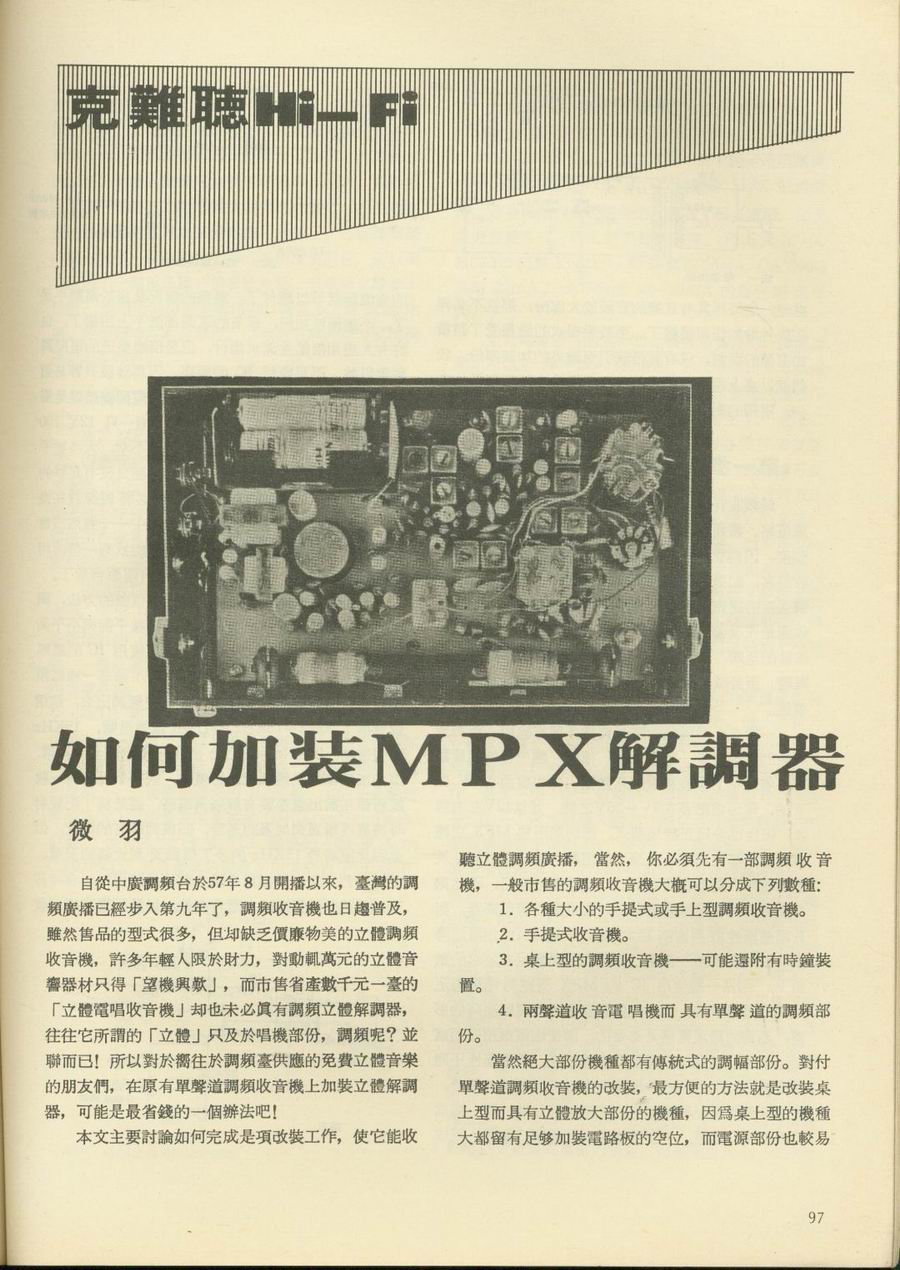 克難聽Hi-Fi
如何加装MPX解調器
微羽
自從中廣調頻台於57年8月開播以來，臺灣的調
頻廣播已經步入第九年了，調頻收音機也日趨普及，
雖然售品的型式很多，但却缺乏價廉物美的立體調頻
收音機，許多年輕人限於財力，對動輒萬元的立體音
響器材只得「望機興歎」，而市售省產數千元一臺的
「立體電唱收音機」却也未必眞有調頻立體解調器，
往往它所謂的「立體」只及於唱機部份，調頻呢？並
聯而已！所以對於嚮往於調頻臺供應的免費立體音樂
的朋友們，在原有單聲道調頻收音機上加裝立體解調
器，可能是最省錢的一個辦法吧！
本文主要討論如何完成是項改裝工作，使它能收
聽立體調頻廣播，當然，你必須先有一部調頻收音
機，一般市售的調頻收音機大概可以分成下列數種：
1．各種大小的手提式或手上型調頻收音機。
2．手提式收音機。
3．桌上型的調頻收音機——可能還附有時鐘裝
置。
4．兩聲道收音電唱機而具有單聲道的調頻部
份。
當然絕大部份機種都有傳統式的調幅部份。對付
單聲道調頻收音機的改裝，最方便的方法就是改装桌
上型而具有立體放大部份的機種，因爲桌上型的機種
大都留有足够加裝電路板的空位，而電源部份也較易
97